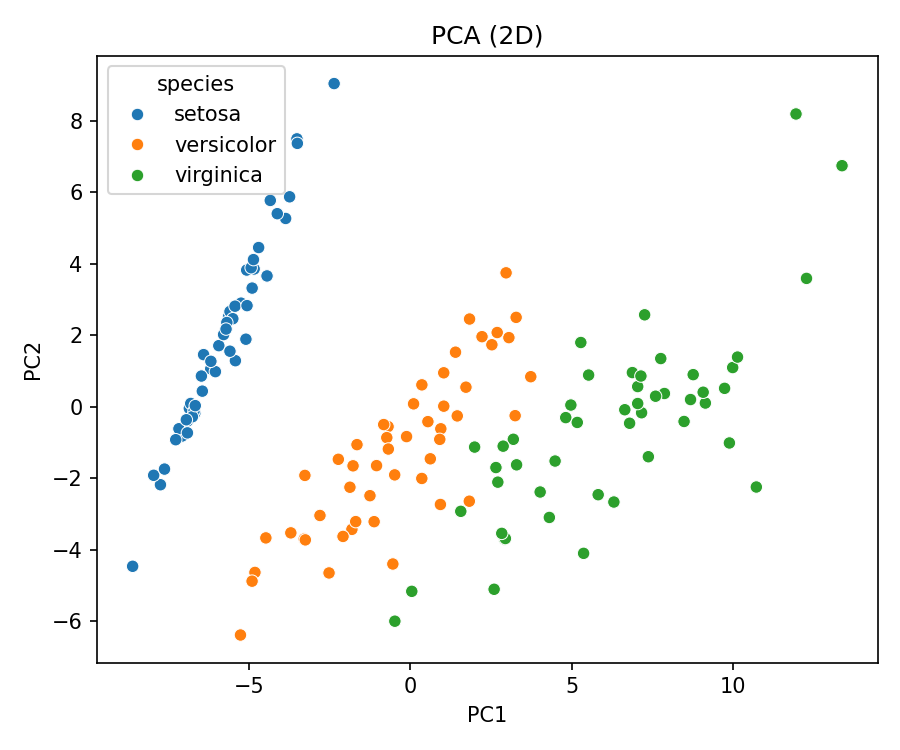 PCA (2D)
species
setosa
versicolor
virginica
8
6
4
2
0
−2
−4
−6
PC2
−5
0
5
10
PC1